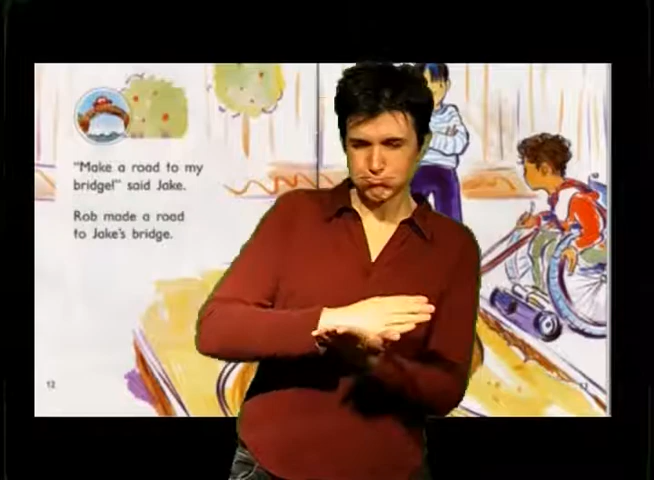 "Make a road to my
bridge!" said Jake.
Rob made a road
to Jake's bridge.
12